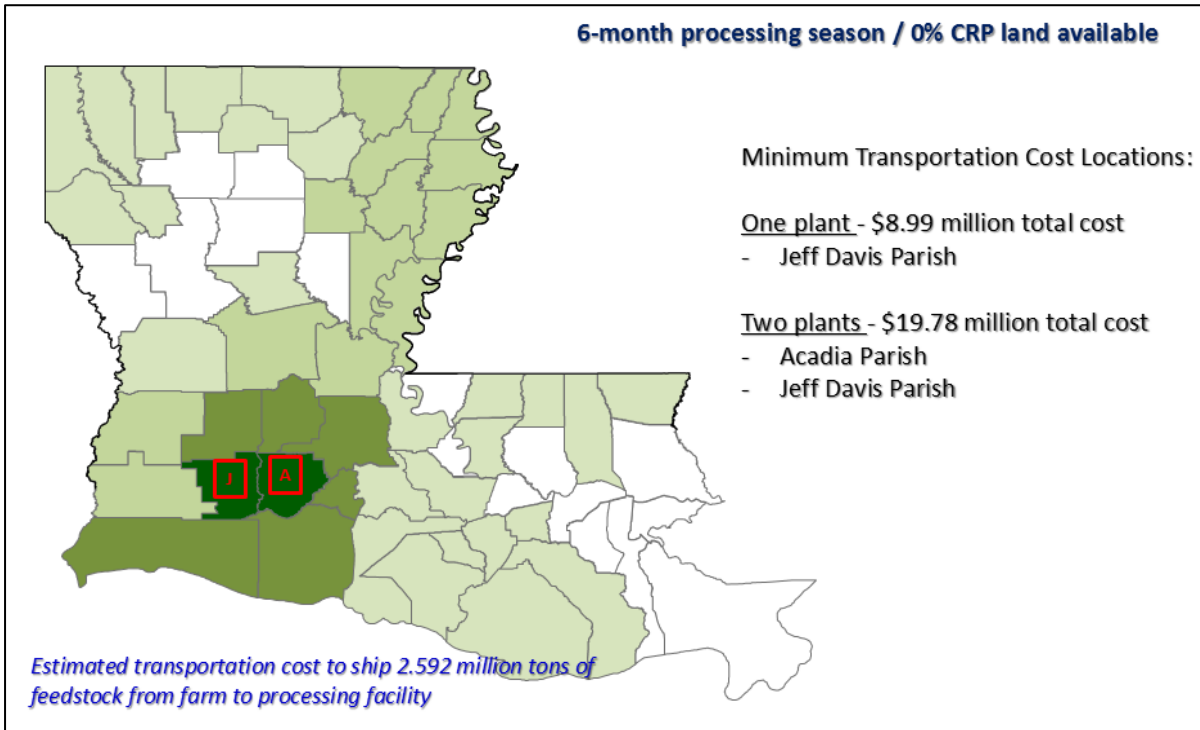 6-month processing season / 0% CRP land available
Minimum Transportation Cost Locations:
One plant - $8.99 million total cost
- Jeff Davis Parish
Two plants - $19.78 million total cost
- Acadia Parish
- Jeff Davis Parish
J A
Estimated transportation cost to ship 2.592 million tons of
feedstock from farm to processing facility